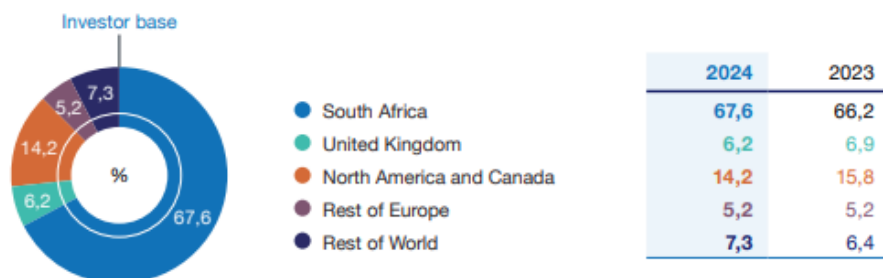 Investor base
7,3
5,2
14,2
%
6,2
67,6
2024 2023
South Africa 67,6 66,2
United Kingdom 6,2 6,9
North America and Canada 14,2 15,8
Rest of Europe 5,2 5,2
Rest of World 7,3 6,4